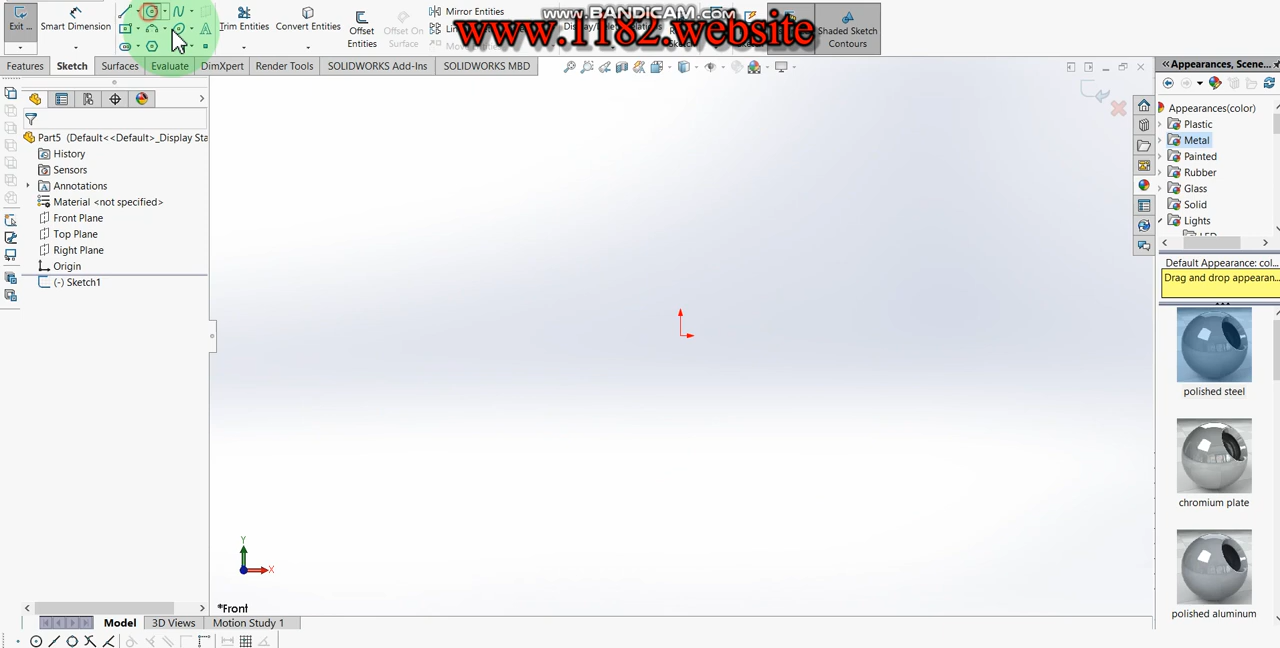 www.BANDICAM.com
www.1182.website
Exit ...
Smart Dimension
Trim Entities
Convert Entities
Offset
Entities
Offset On
Surface
Mirror Entities
Shaded Sketch
Contours
Features
Sketch
Surfaces
Evaluate
DimXpert
Render Tools
SOLIDWORKS Add-Ins
SOLIDWORKS MBD
Part5 (Default<<Default>_Display Sta
History
Sensors
Annotations
Material <not specified>
Front Plane
Top Plane
Right Plane
Origin
(-) Sketch1
Y
X
*Front
Model
3D Views
Motion Study 1
Appearances, Scene...
Appearances(color)
Plastic
Metal
Painted
Rubber
Glass
Solid
Lights
Default Appearance: col...
Drag and drop appearan...
polished steel
chromium plate
polished aluminum